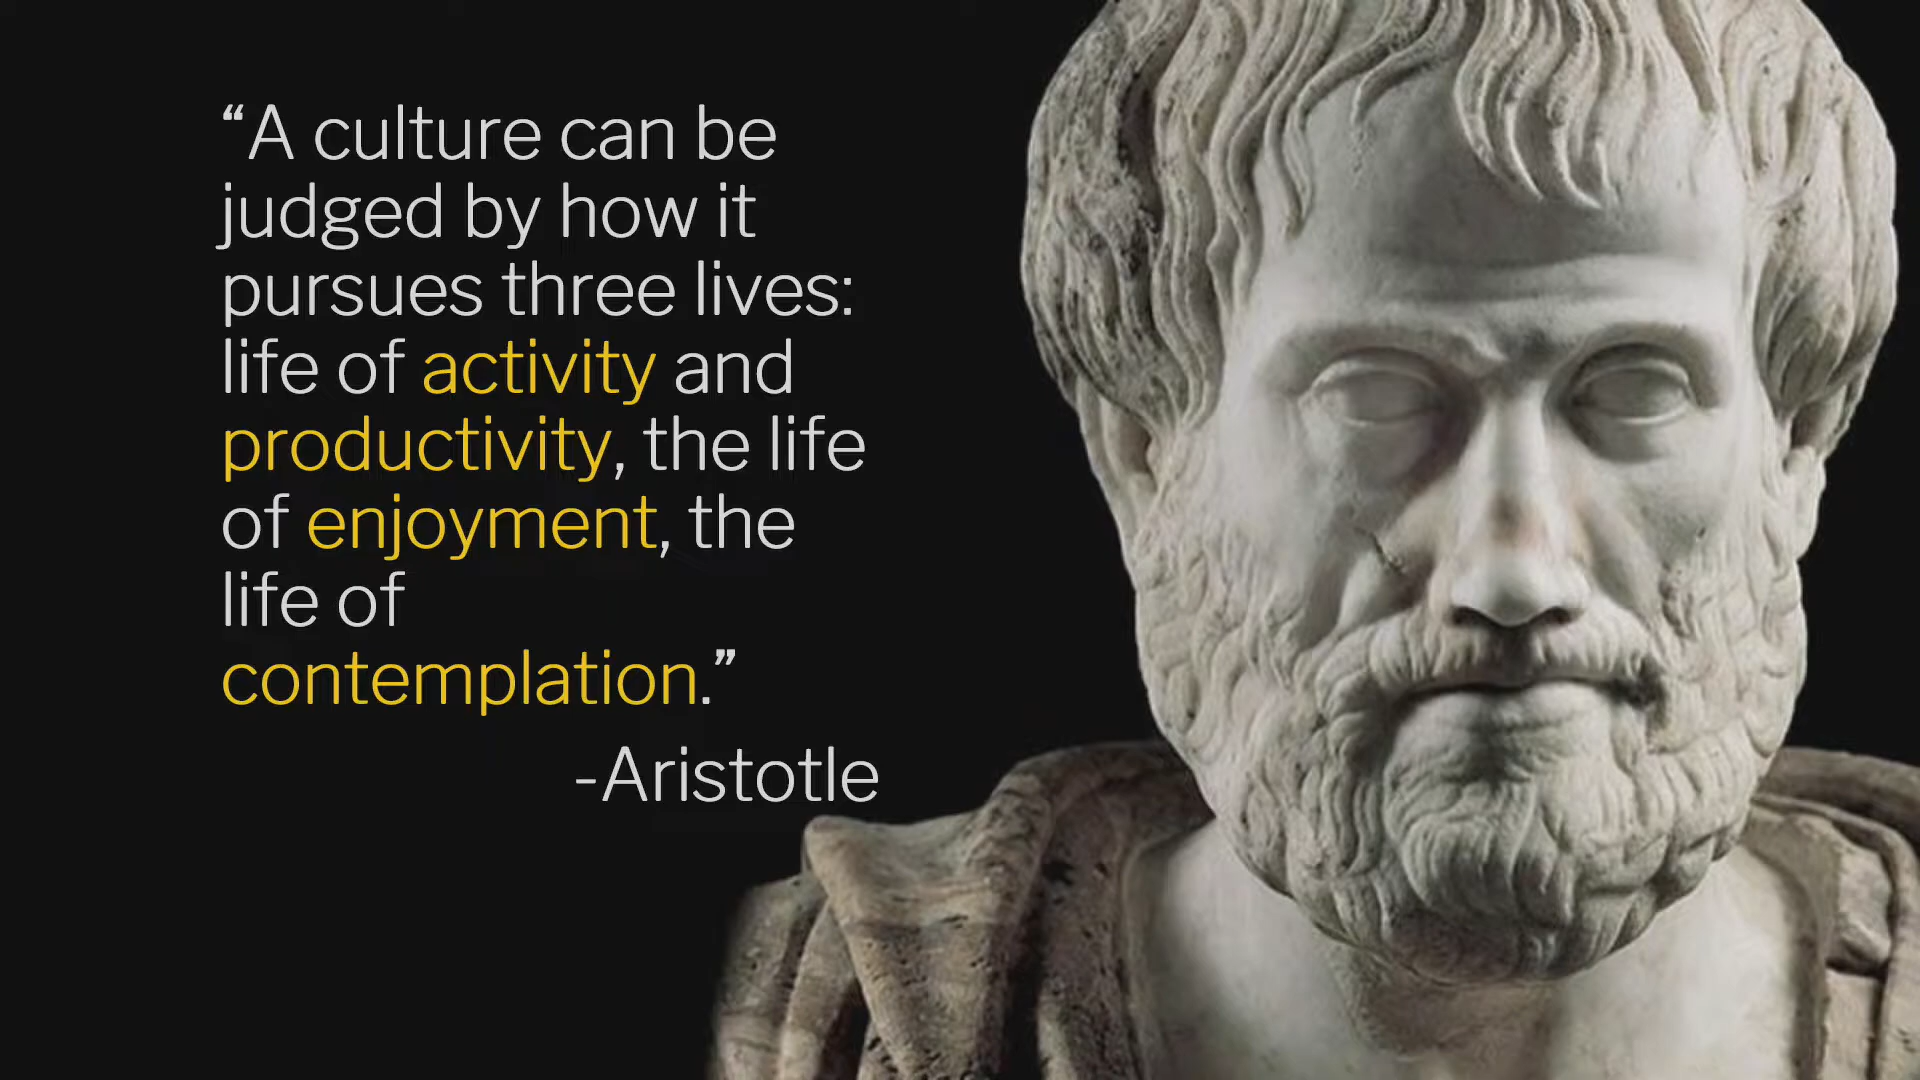 “A culture can be
judged by how it
pursues three lives:
life of activity and
productivity, the life
of enjoyment, the
life of
contemplation.”
-Aristotle